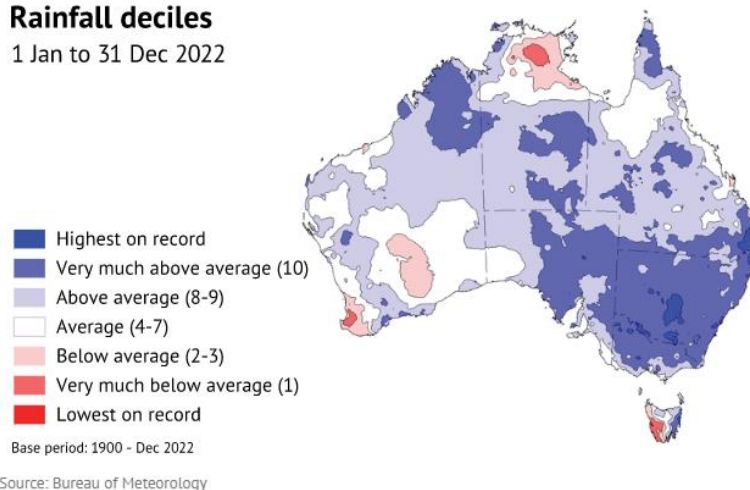 Rainfall deciles
1 Jan to 31 Dec 2022
Highest on record
Very much above average (10)
Above average (8-9)
Average (4-7)
Below average (2-3)
Very much below average (1)
Lowest on record
Base period: 1900 - Dec 2022
Source: Bureau of Meteorology